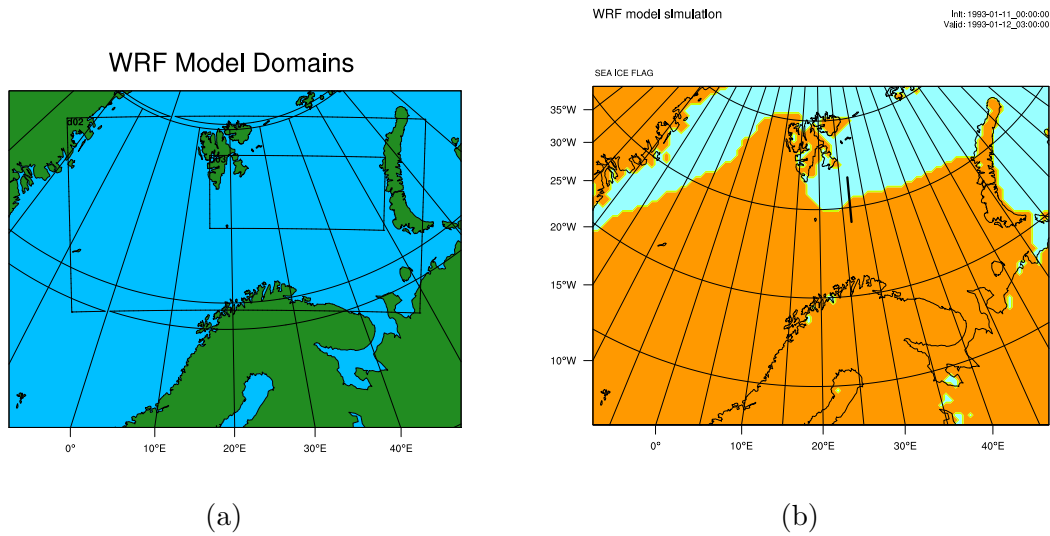 WRF Model Domains
d02
0°
10°E
20°E
30°E
40°E
(a)
WRF model simulation
Init: 1993-01-11_00:00:00
Valid: 1993-01-12_03:00:00
SEA ICE FLAG
35°W
30°W
25°W
20°W
15°W
10°W
0°
10°E
20°E
30°E
40°E
(b)